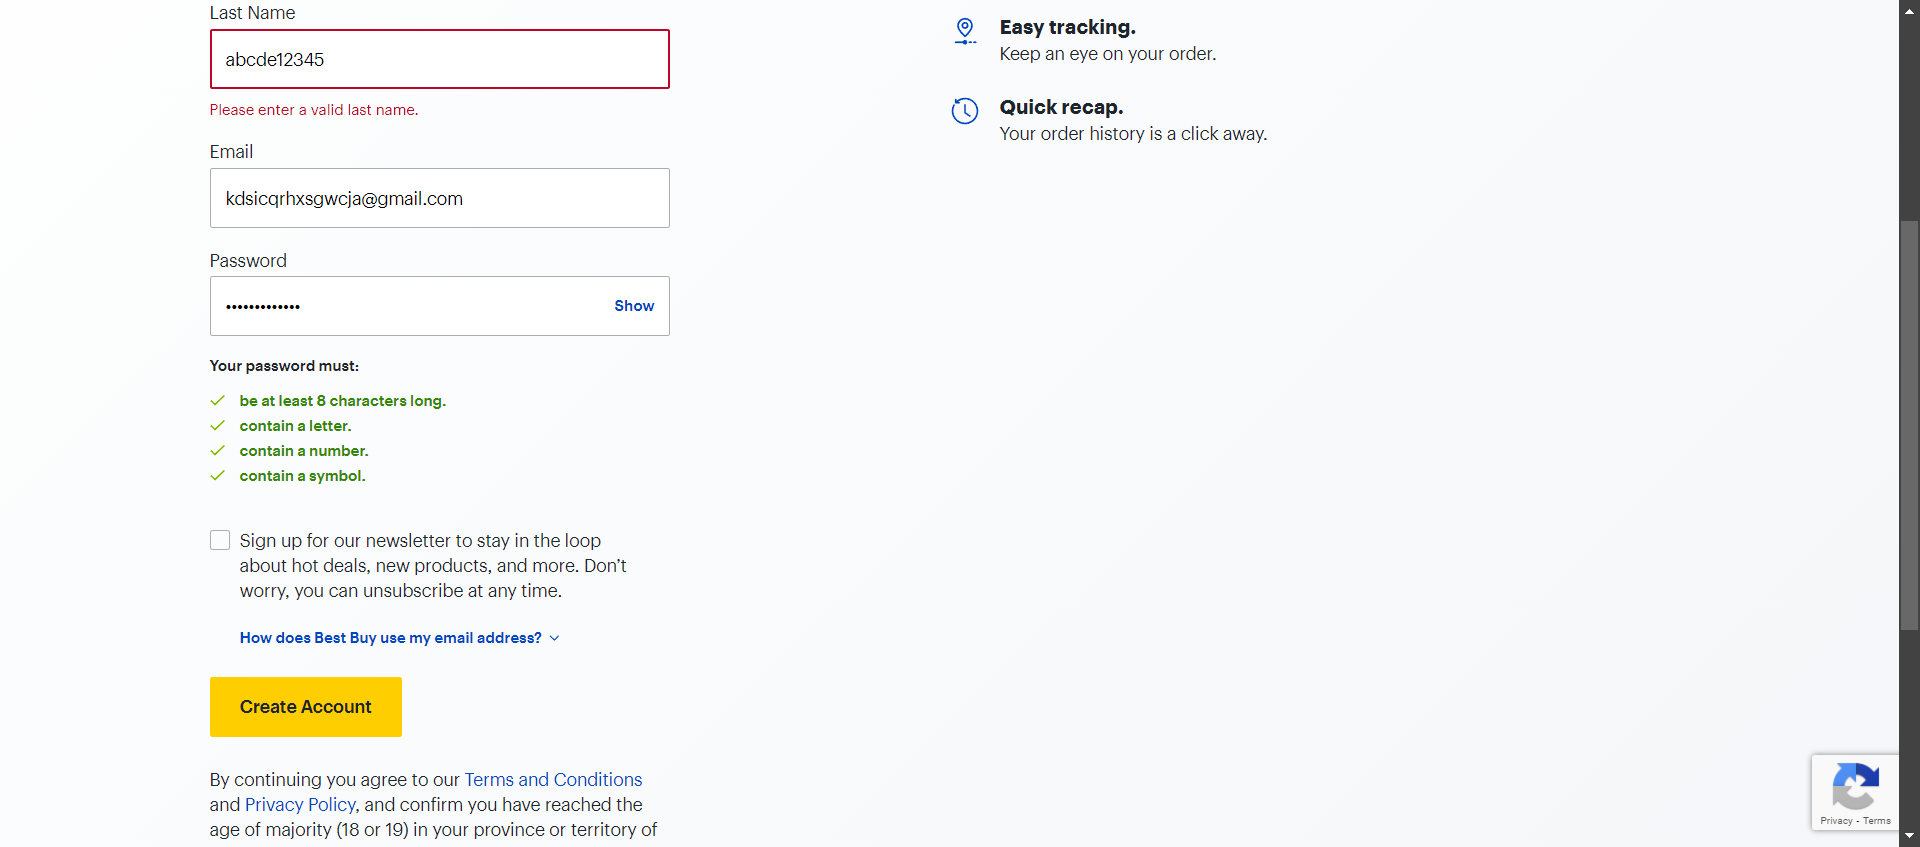 Last Name
abcde12345
Please enter a valid last name.
Email
kdsicqrhxsgwcja@gmail.com
Password
•••••••••••••
Show
Your password must:
be at least 8 characters long.
contain a letter.
contain a number.
contain a symbol.
Sign up for our newsletter to stay in the loop
about hot deals, new products, and more. Don’t
worry, you can unsubscribe at any time.
How does Best Buy use my email address?
Create Account
By continuing you agree to our Terms and Conditions
and Privacy Policy, and confirm you have reached the
age of majority (18 or 19) in your province or territory of
Easy tracking.
Keep an eye on your order.
Quick recap.
Your order history is a click away.
Privacy - Terms